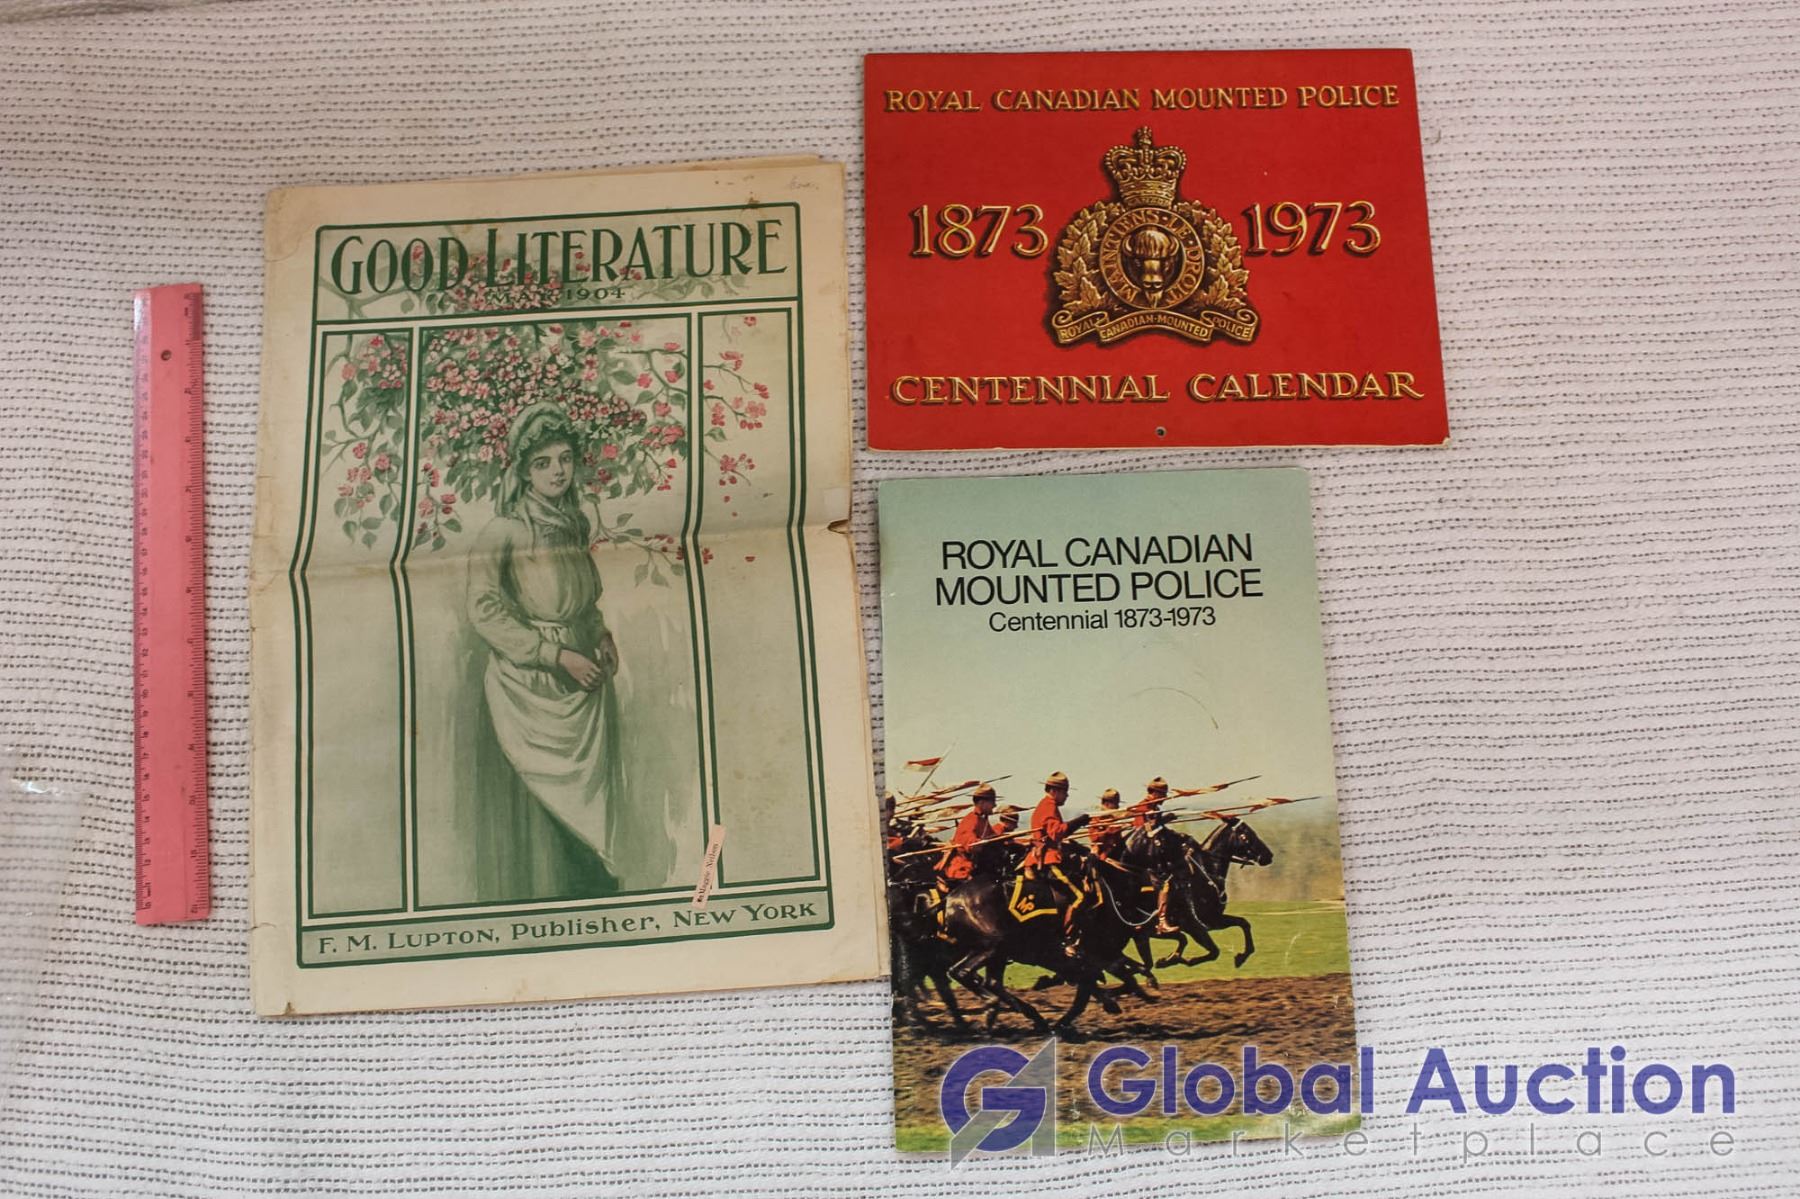 GOOD LITERATURE
MAY 1904
F. M. LUPTON, Publisher, NEW YORK
ROYAL CANADIAN MOUNTED POLICE
1873 1973
CANADA
MAINTIENS LE DROIT
ROYAL CANADIAN MOUNTED POLICE
CENTENNIAL CALENDAR
ROYAL CANADIAN
MOUNTED POLICE
Centennial 1873-1973
Global Auction
Marketplace